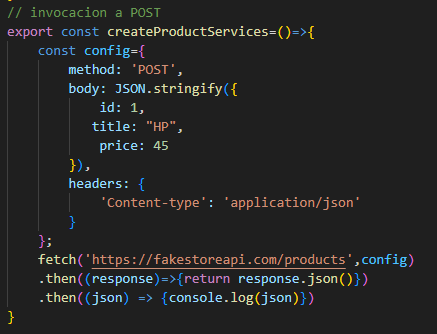 // invocacion a POST
export const createProductServices=()=>{
    const config={
        method: 'POST',
        body: JSON.stringify({
            id: 1,
           title: "HP",
            price: 45
        }),
        headers: {
            'Content-type': 'application/json'
        }
    };
    fetch('https://fakestoreapi.com/products',config)
    .then((response)=>{return response.json()})
    .then((json) => {console.log(json)})
}